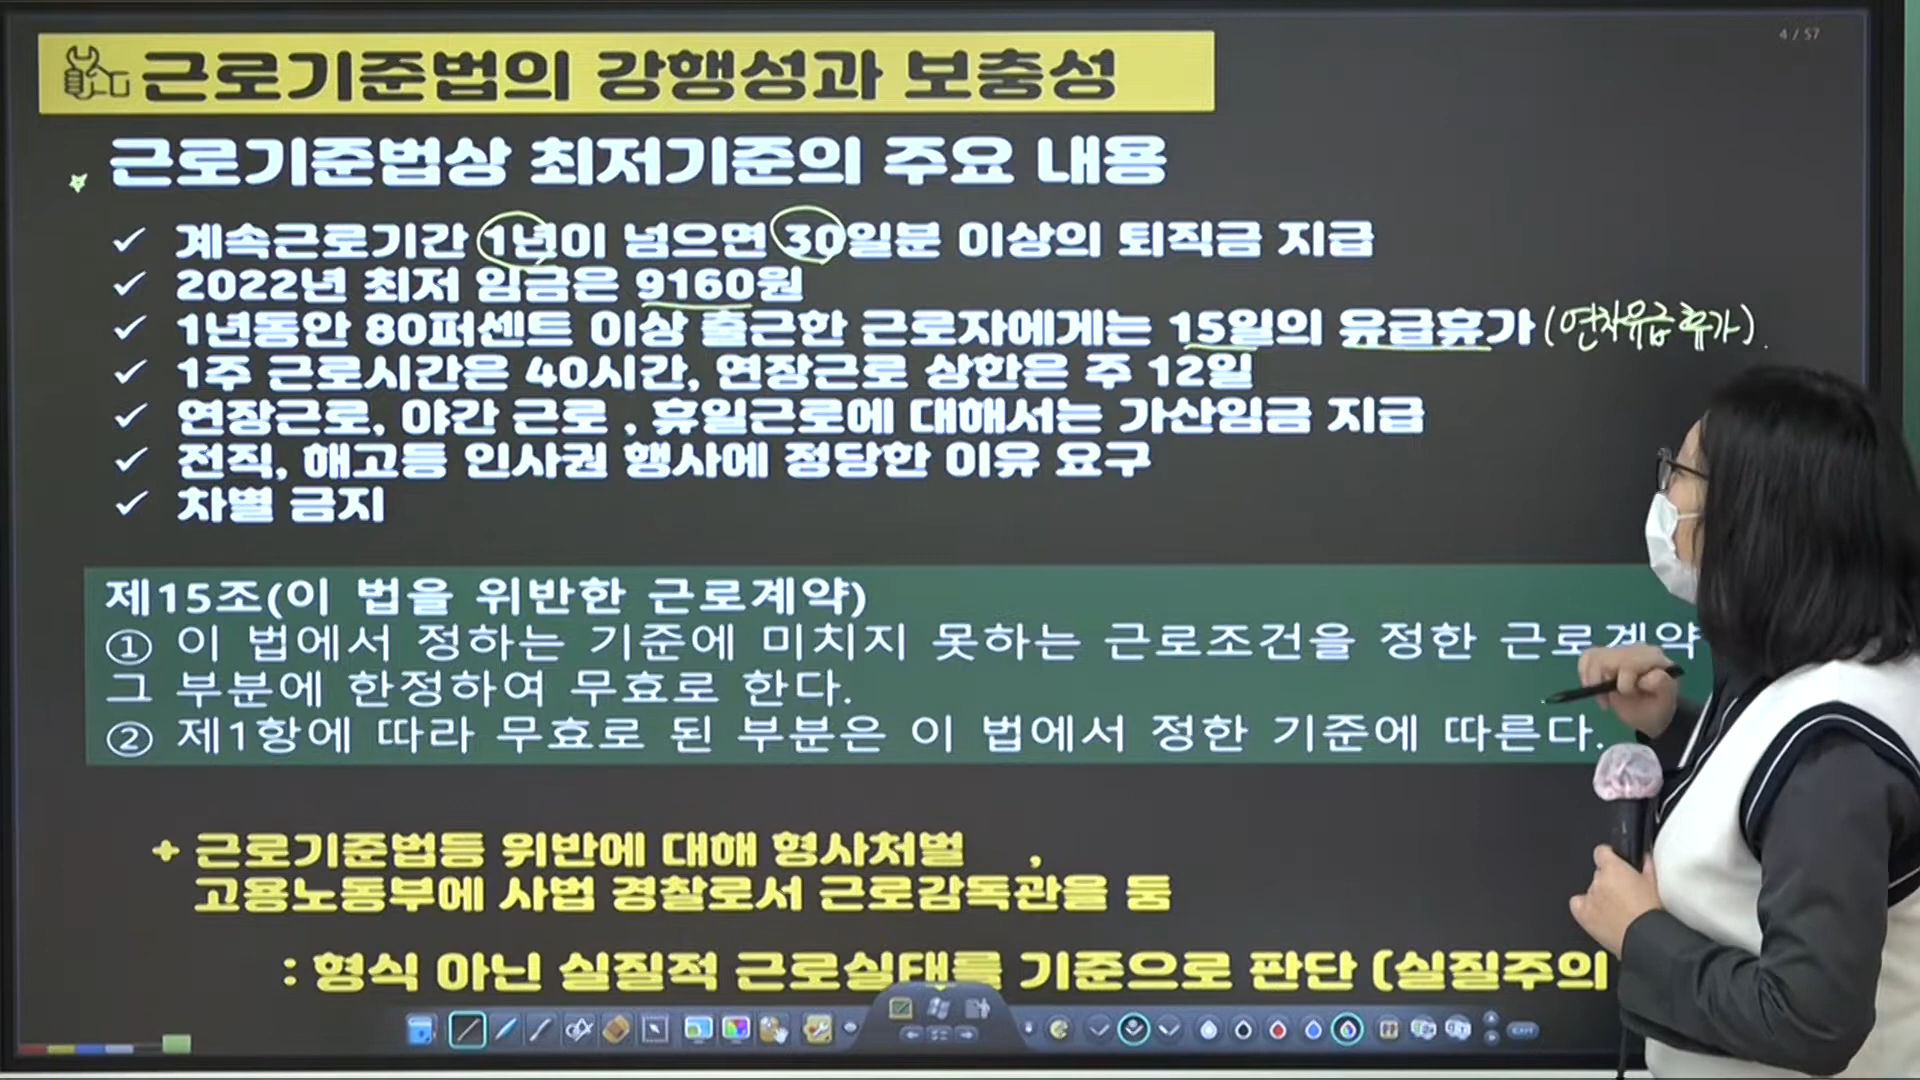 4 / 57
근로기준법의 강행성과 보충성
근로기준법상 최저기준의 주요 내용
✓ 계속근로기간 1년이 넘으면 30일분 이상의 퇴직금 지급
✓ 2022년 최저 임금은 9160원
✓ 1년동안 80퍼센트 이상 출근한 근로자에게는 15일의 유급휴가 (연차유급휴가)
✓ 1주 근로시간은 40시간, 연장근로 상한은 주 12일
✓ 연장근로, 야간 근로 , 휴일근로에 대해서는 가산임금 지급
✓ 전직, 해고등 인사권 행사에 정당한 이유 요구
✓ 차별 금지
제15조(이 법을 위반한 근로계약)
① 이 법에서 정하는 기준에 미치지 못하는 근로조건을 정한 근로계약
그 부분에 한정하여 무효로 한다.
② 제1항에 따라 무효로 된 부분은 이 법에서 정한 기준에 따른다.
+ 근로기준법등 위반에 대해 형사처벌 ,
고용노동부에 사법 경찰로서 근로감독관을 둠
: 형식 아닌 실질적 근로실태를 기준으로 판단 (실질주의